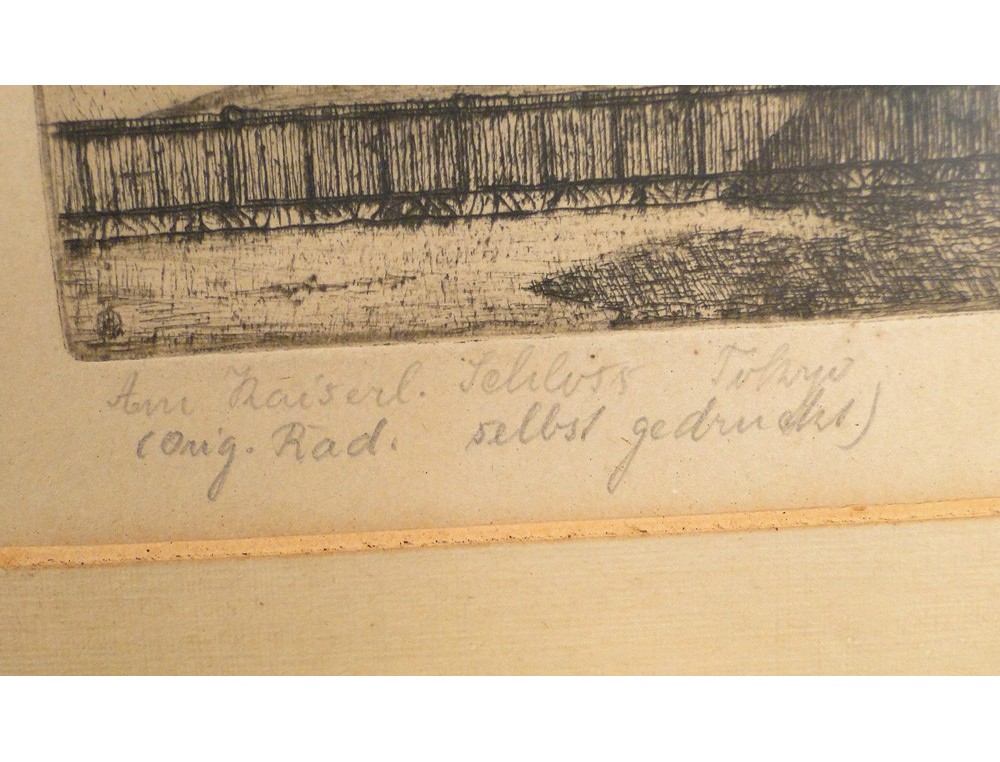 Am Kaiserl. Schloss Tokyo
(Orig. Rad. selbst gedruckt)